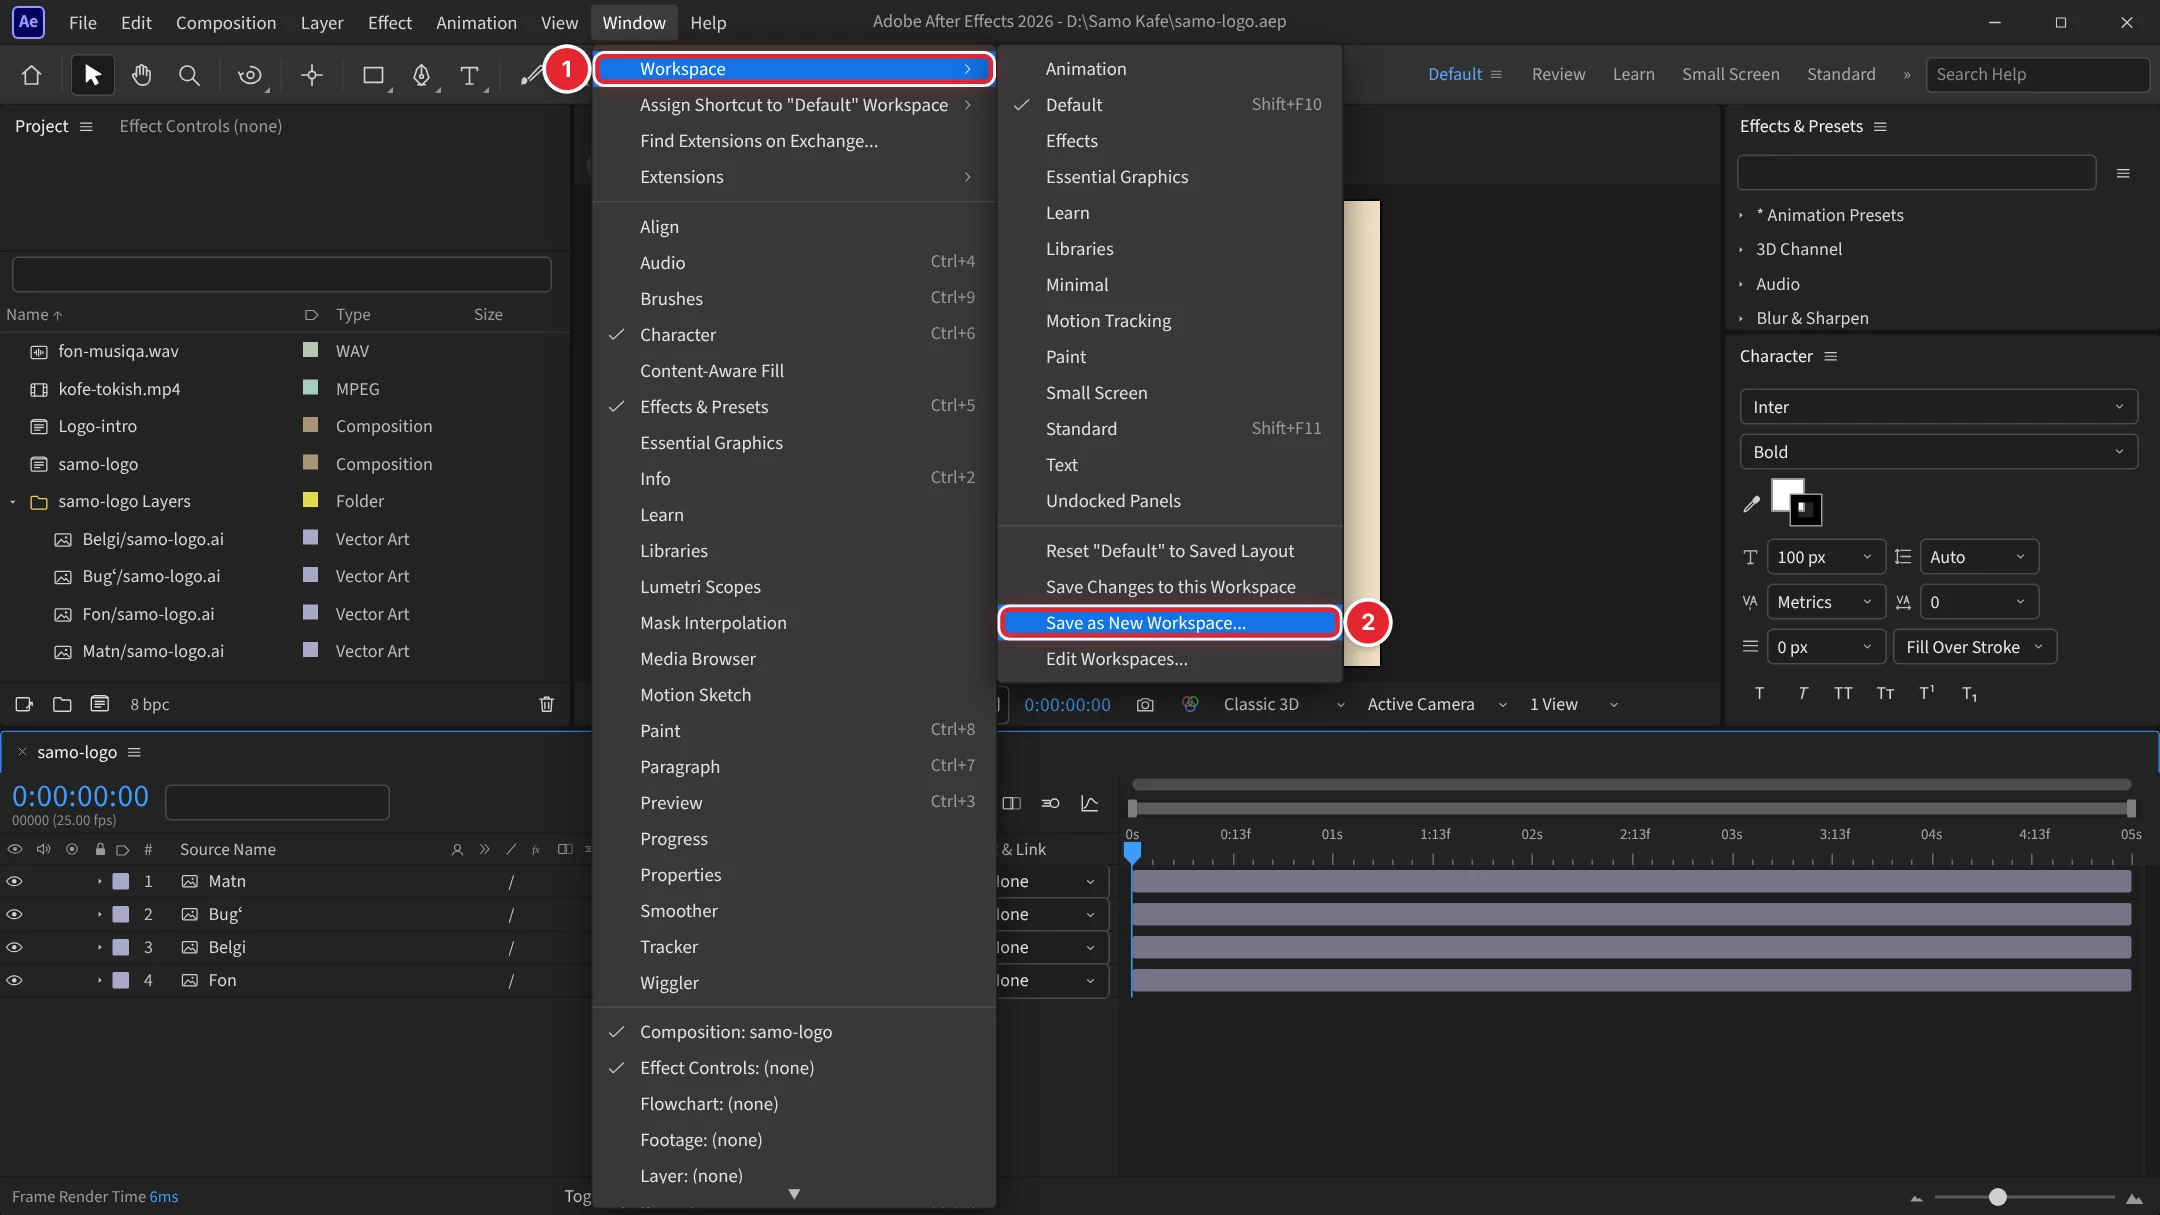 Ae File Edit Composition Layer Effect Animation View Window Help Adobe After Effects 2026 - D:\Samo Kafe\samo-logo.aep
Default Review Learn Small Screen Standard » Search Help
1
Workspace
Assign Shortcut to "Default" Workspace
Find Extensions on Exchange...
Extensions
Align
Audio Ctrl+4
Brushes Ctrl+9
Character Ctrl+6
Content-Aware Fill
Effects & Presets Ctrl+5
Essential Graphics
Info Ctrl+2
Learn
Libraries
Lumetri Scopes
Mask Interpolation
Media Browser
Motion Sketch
Paint Ctrl+8
Paragraph Ctrl+7
Preview Ctrl+3
Progress
Properties
Smoother
Tracker
Wiggler
Composition: samo-logo
Effect Controls: (none)
Flowchart: (none)
Footage: (none)
Layer: (none)
Animation
Default Shift+F10
Effects
Essential Graphics
Learn
Libraries
Minimal
Motion Tracking
Paint
Small Screen
Standard Shift+F11
Text
Undocked Panels
Reset "Default" to Saved Layout
Save Changes to this Workspace
Save as New Workspace...
2
Edit Workspaces...
Project Effect Controls (none)
Name Type Size
fon-musiqa.wav WAV
kofe-tokish.mp4 MPEG
Logo-intro Composition
samo-logo Composition
samo-logo Layers Folder
Belgi/samo-logo.ai Vector Art
Bug‘/samo-logo.ai Vector Art
Fon/samo-logo.ai Vector Art
Matn/samo-logo.ai Vector Art
8 bpc
0:00:00:00 Classic 3D Active Camera 1 View
Effects & Presets
* Animation Presets
3D Channel
Audio
Blur & Sharpen
Character
Inter
Bold
100 px Auto
Metrics 0
0 px Fill Over Stroke
T T TT Tт T¹ T₁
samo-logo
0:00:00:00
00000 (25.00 fps)
0s 0:13f 01s 1:13f 02s 2:13f 03s 3:13f 04s 4:13f 05s
# Source Name fx & Link
1 Matn
2 Bug‘
3 Belgi
4 Fon
Frame Render Time 6ms